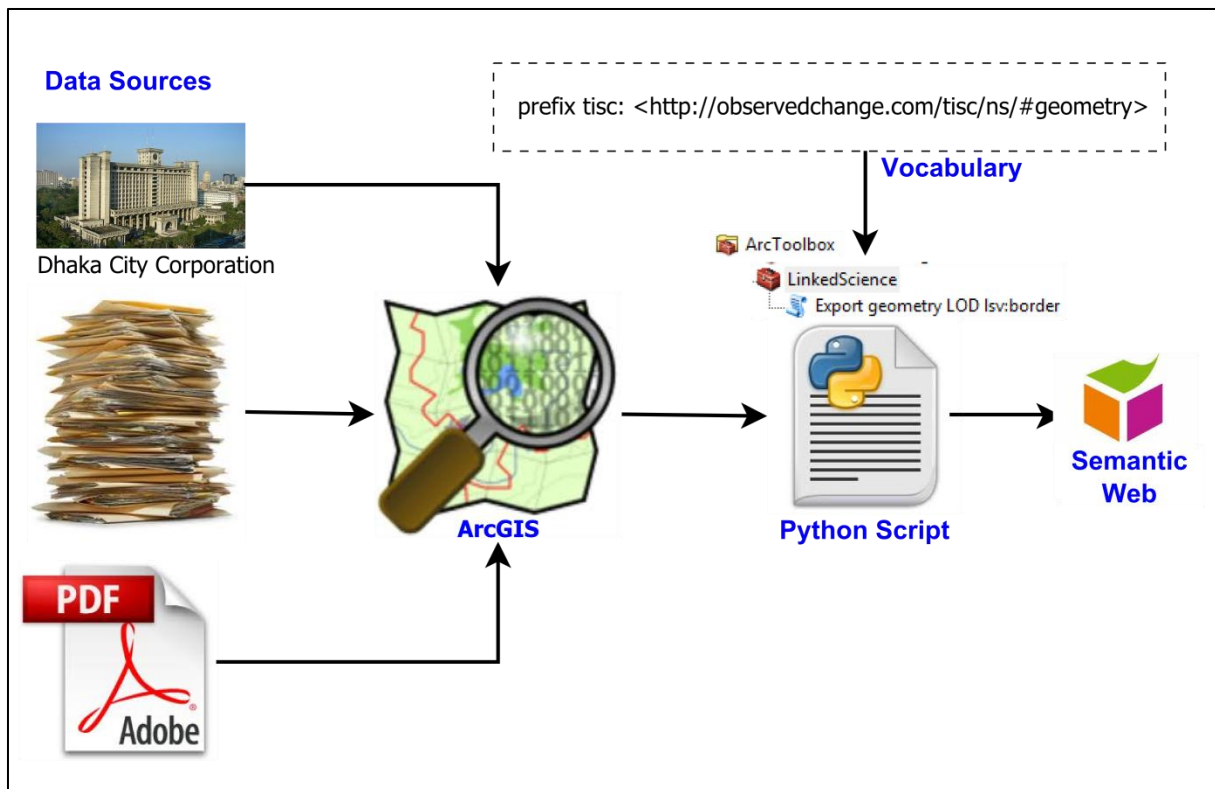 Data Sources
prefix tisc: <http://observedchange.com/tisc/ns/#geometry>
Vocabulary
Dhaka City Corporation
ArcToolbox
LinkedScience
Export geometry LOD lsv:border
ArcGIS
Python Script
Semantic
Web
PDF
Adobe